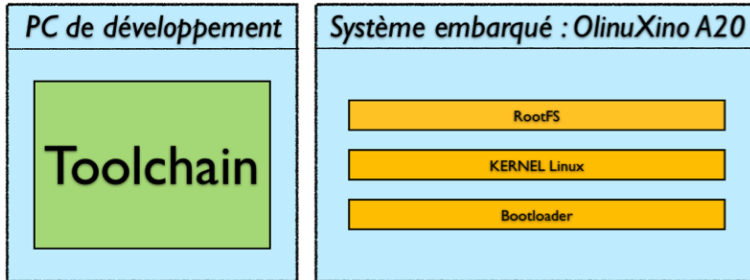 PC de développement
Toolchain
Système embarqué : OlinuXino A20
RootFS
KERNEL Linux
Bootloader